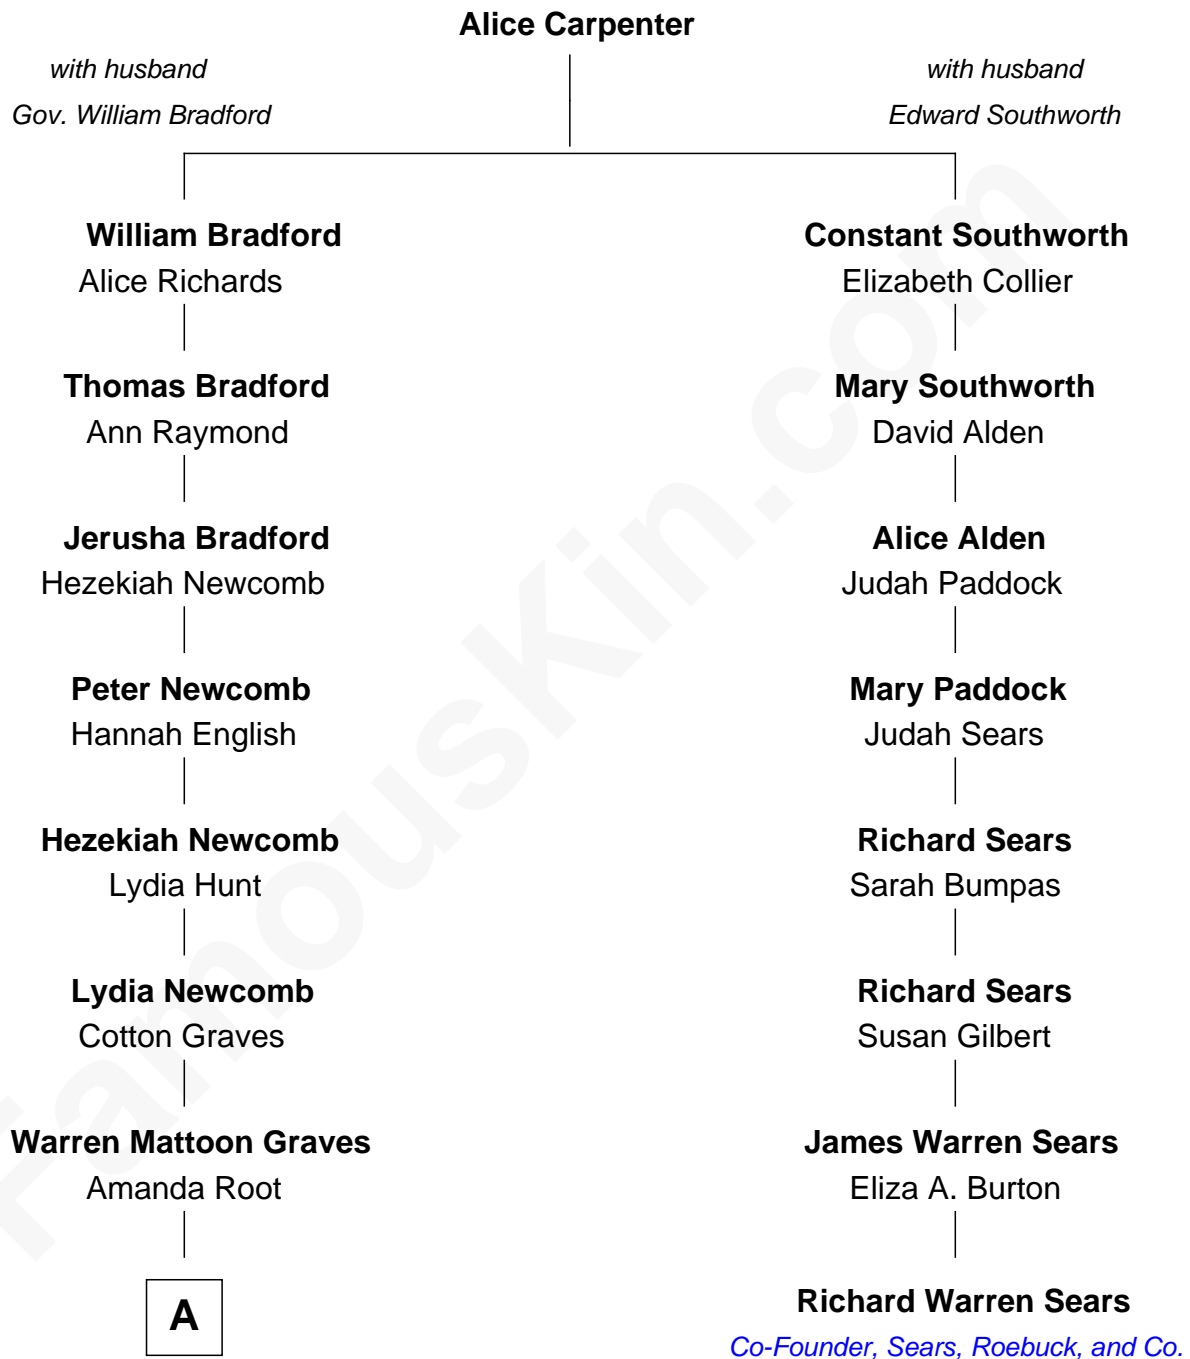 Alice Carpenter
with husband
Gov. William Bradford
with husband
Edward Southworth
William Bradford
Alice Richards
Constant Southworth
Elizabeth Collier
Thomas Bradford
Ann Raymond
Mary Southworth
David Alden
Jerusha Bradford
Hezekiah Newcomb
Alice Alden
Judah Paddock
Peter Newcomb
Hannah English
Mary Paddock
Judah Sears
Hezekiah Newcomb
Lydia Hunt
Richard Sears
Sarah Bumpas
Lydia Newcomb
Cotton Graves
Richard Sears
Susan Gilbert
Warren Mattoon Graves
Amanda Root
James Warren Sears
Eliza A. Burton
A
Richard Warren Sears
Co-Founder, Sears, Roebuck, and Co.
FamousKin.com